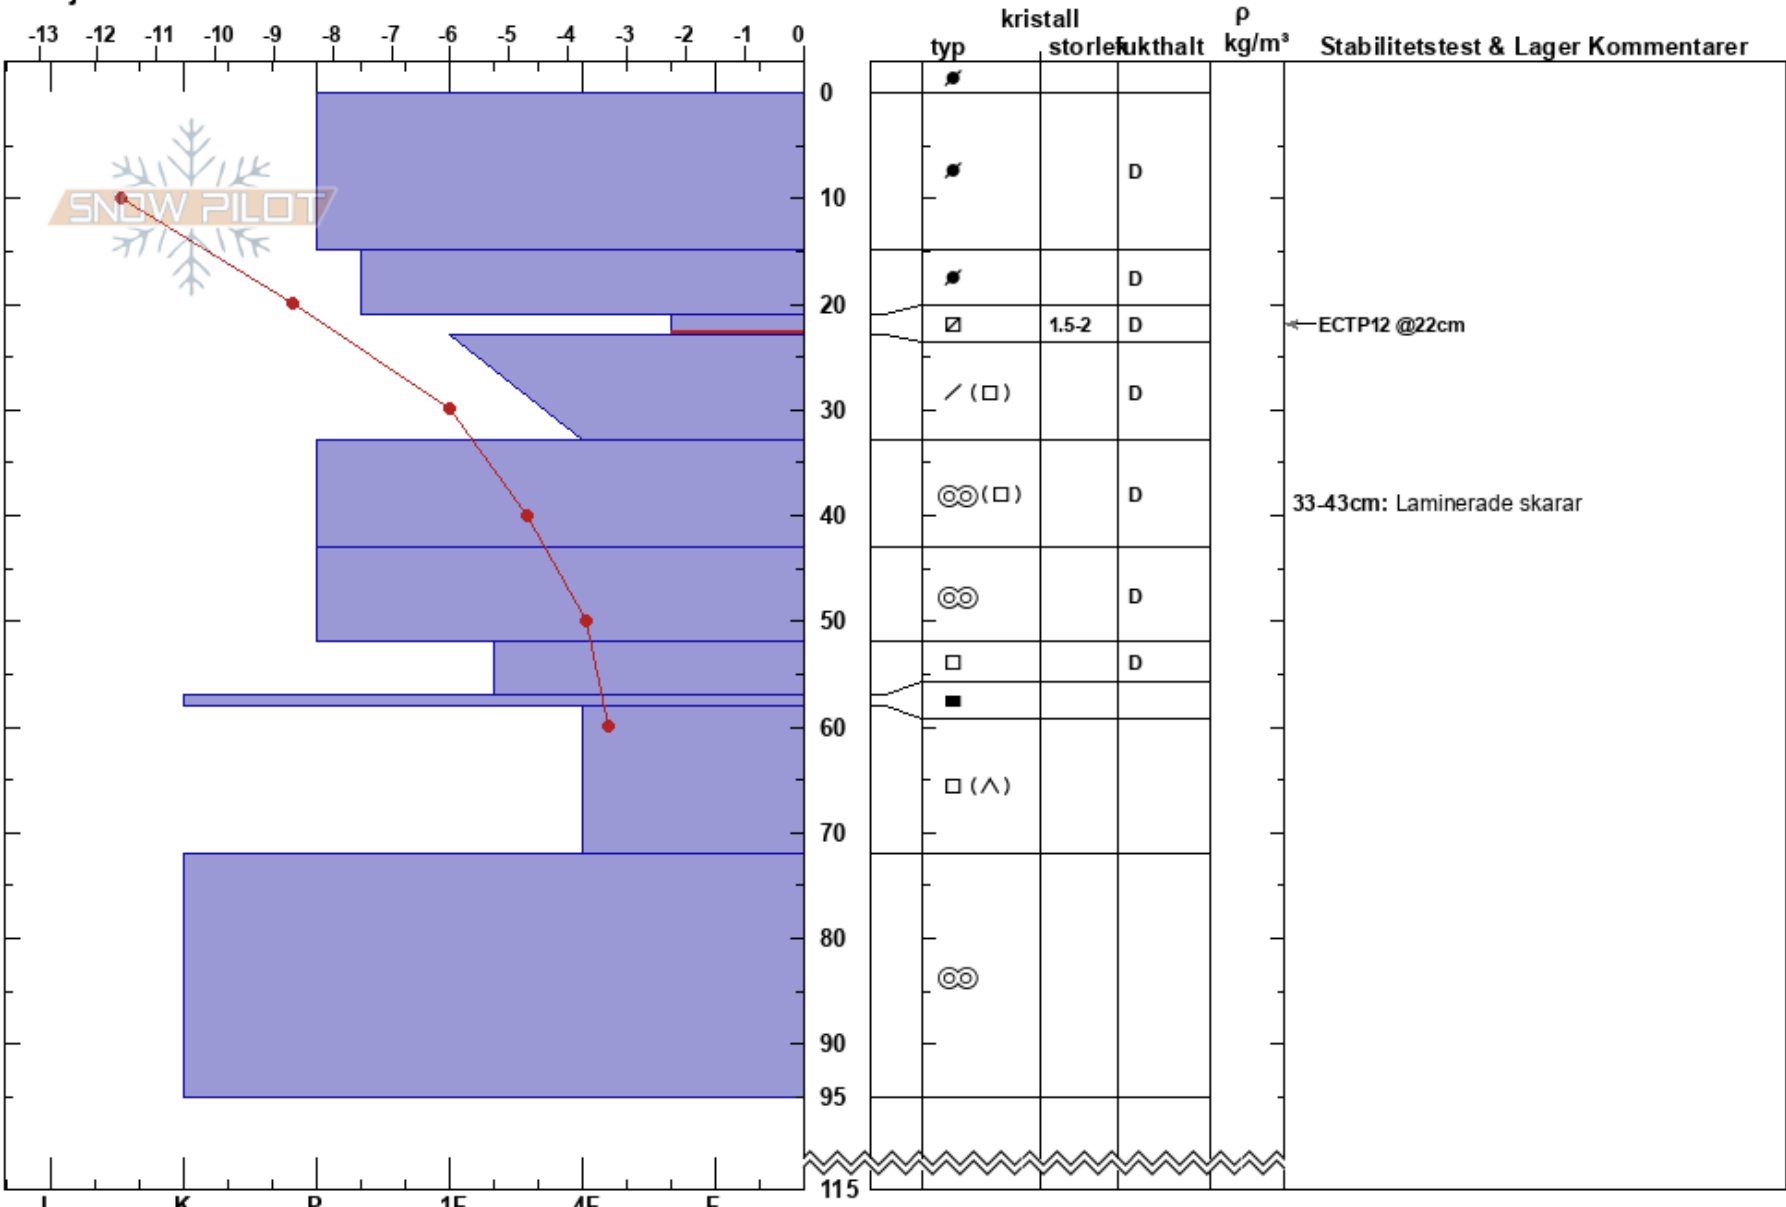 kristall ρ
-13 -12 -11 -10 -9 -8 -7 -6 -5 -4 -3 -2 -1 0 typ kg/m³ Stabilitetstest & Lager Kommentarer
0
D
10
SNOW PILOT
D
20
1.5-2 D ECTP12 @22cm
( ) D
30
( ) D
33-43cm: Laminerade skarar
40
D
50
D
60
( )
70
80
90
95
115
K P 1F 4F F